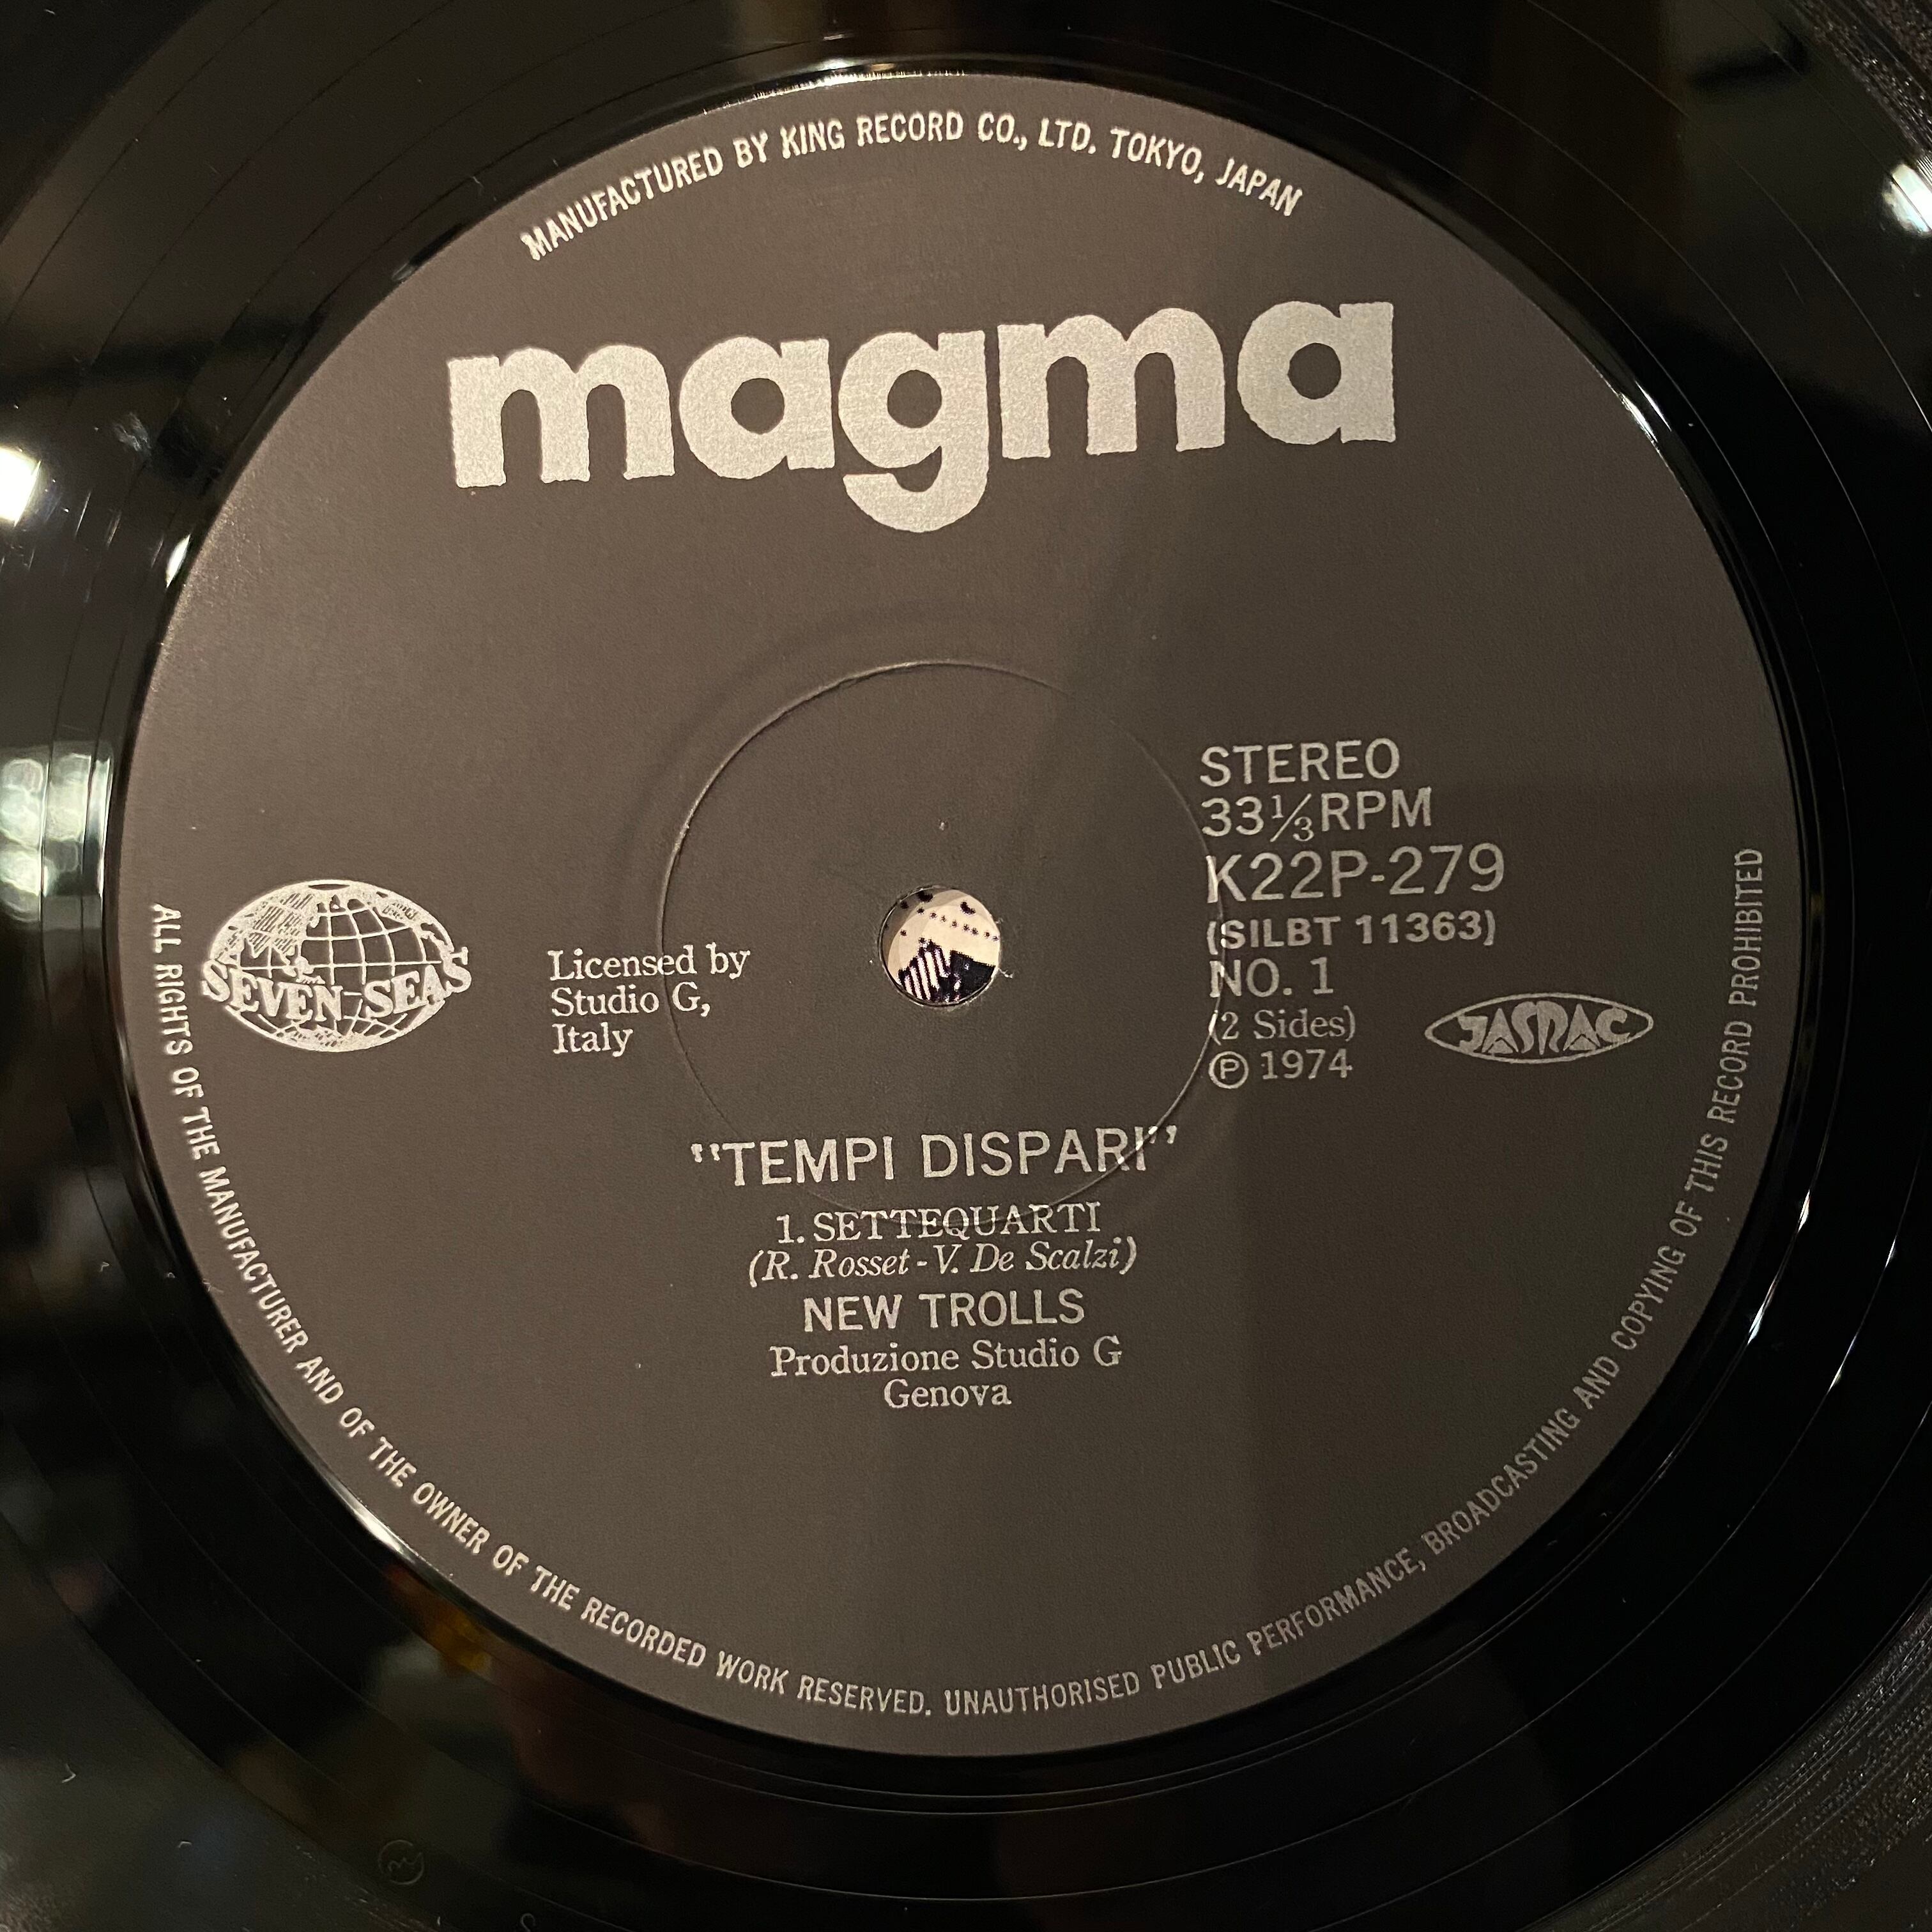 MANUFACTURED BY KING RECORD CO., LTD. TOKYO, JAPAN
magma
STEREO
33⅓RPM
K22P-279
(SILBT 11363)
NO. 1
(2 Sides)
℗ 1974
JASRAC
SEVEN SEAS
Licensed by
Studio G,
Italy
"TEMPI DISPARI"
1. SETTEQUARTI
(R. Rosset - V. De Scalzi)
NEW TROLLS
Produzione Studio G
Genova
ALL RIGHTS OF THE MANUFACTURER AND OF THE OWNER OF THE RECORDED WORK RESERVED. UNAUTHORISED PUBLIC PERFORMANCE, BROADCASTING AND COPYING OF THIS RECORD PROHIBITED